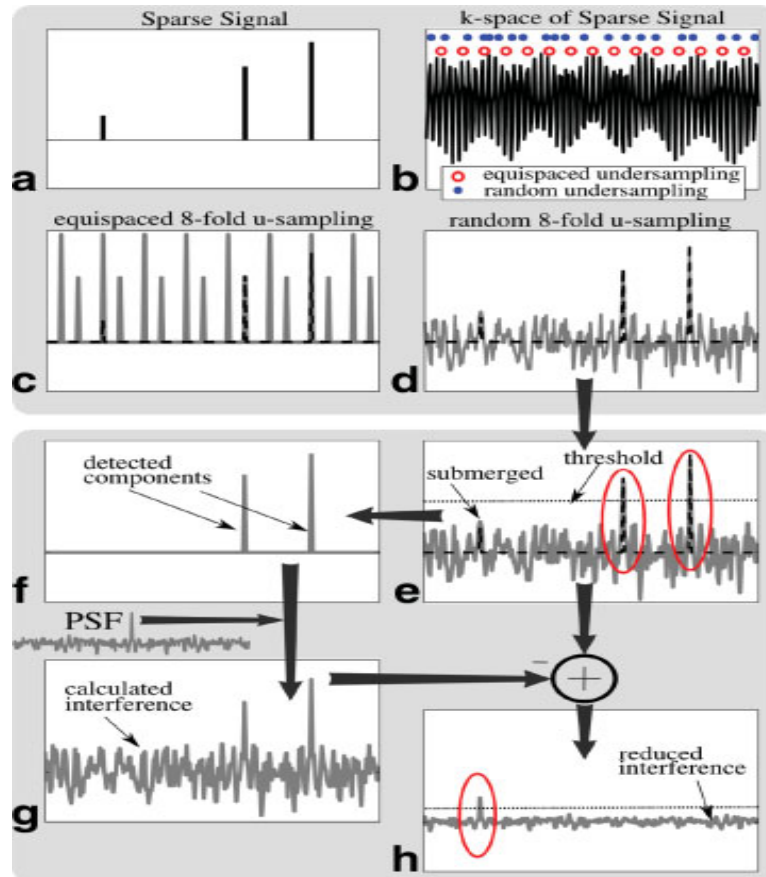 Sparse Signal
k-space of Sparse Signal
a
b
equispaced undersampling
random undersampling
equispaced 8-fold u-sampling
random 8-fold u-sampling
c
d
detected
components
submerged
threshold
f
e
PSF
calculated
interference
−
+
reduced
interference
g
h